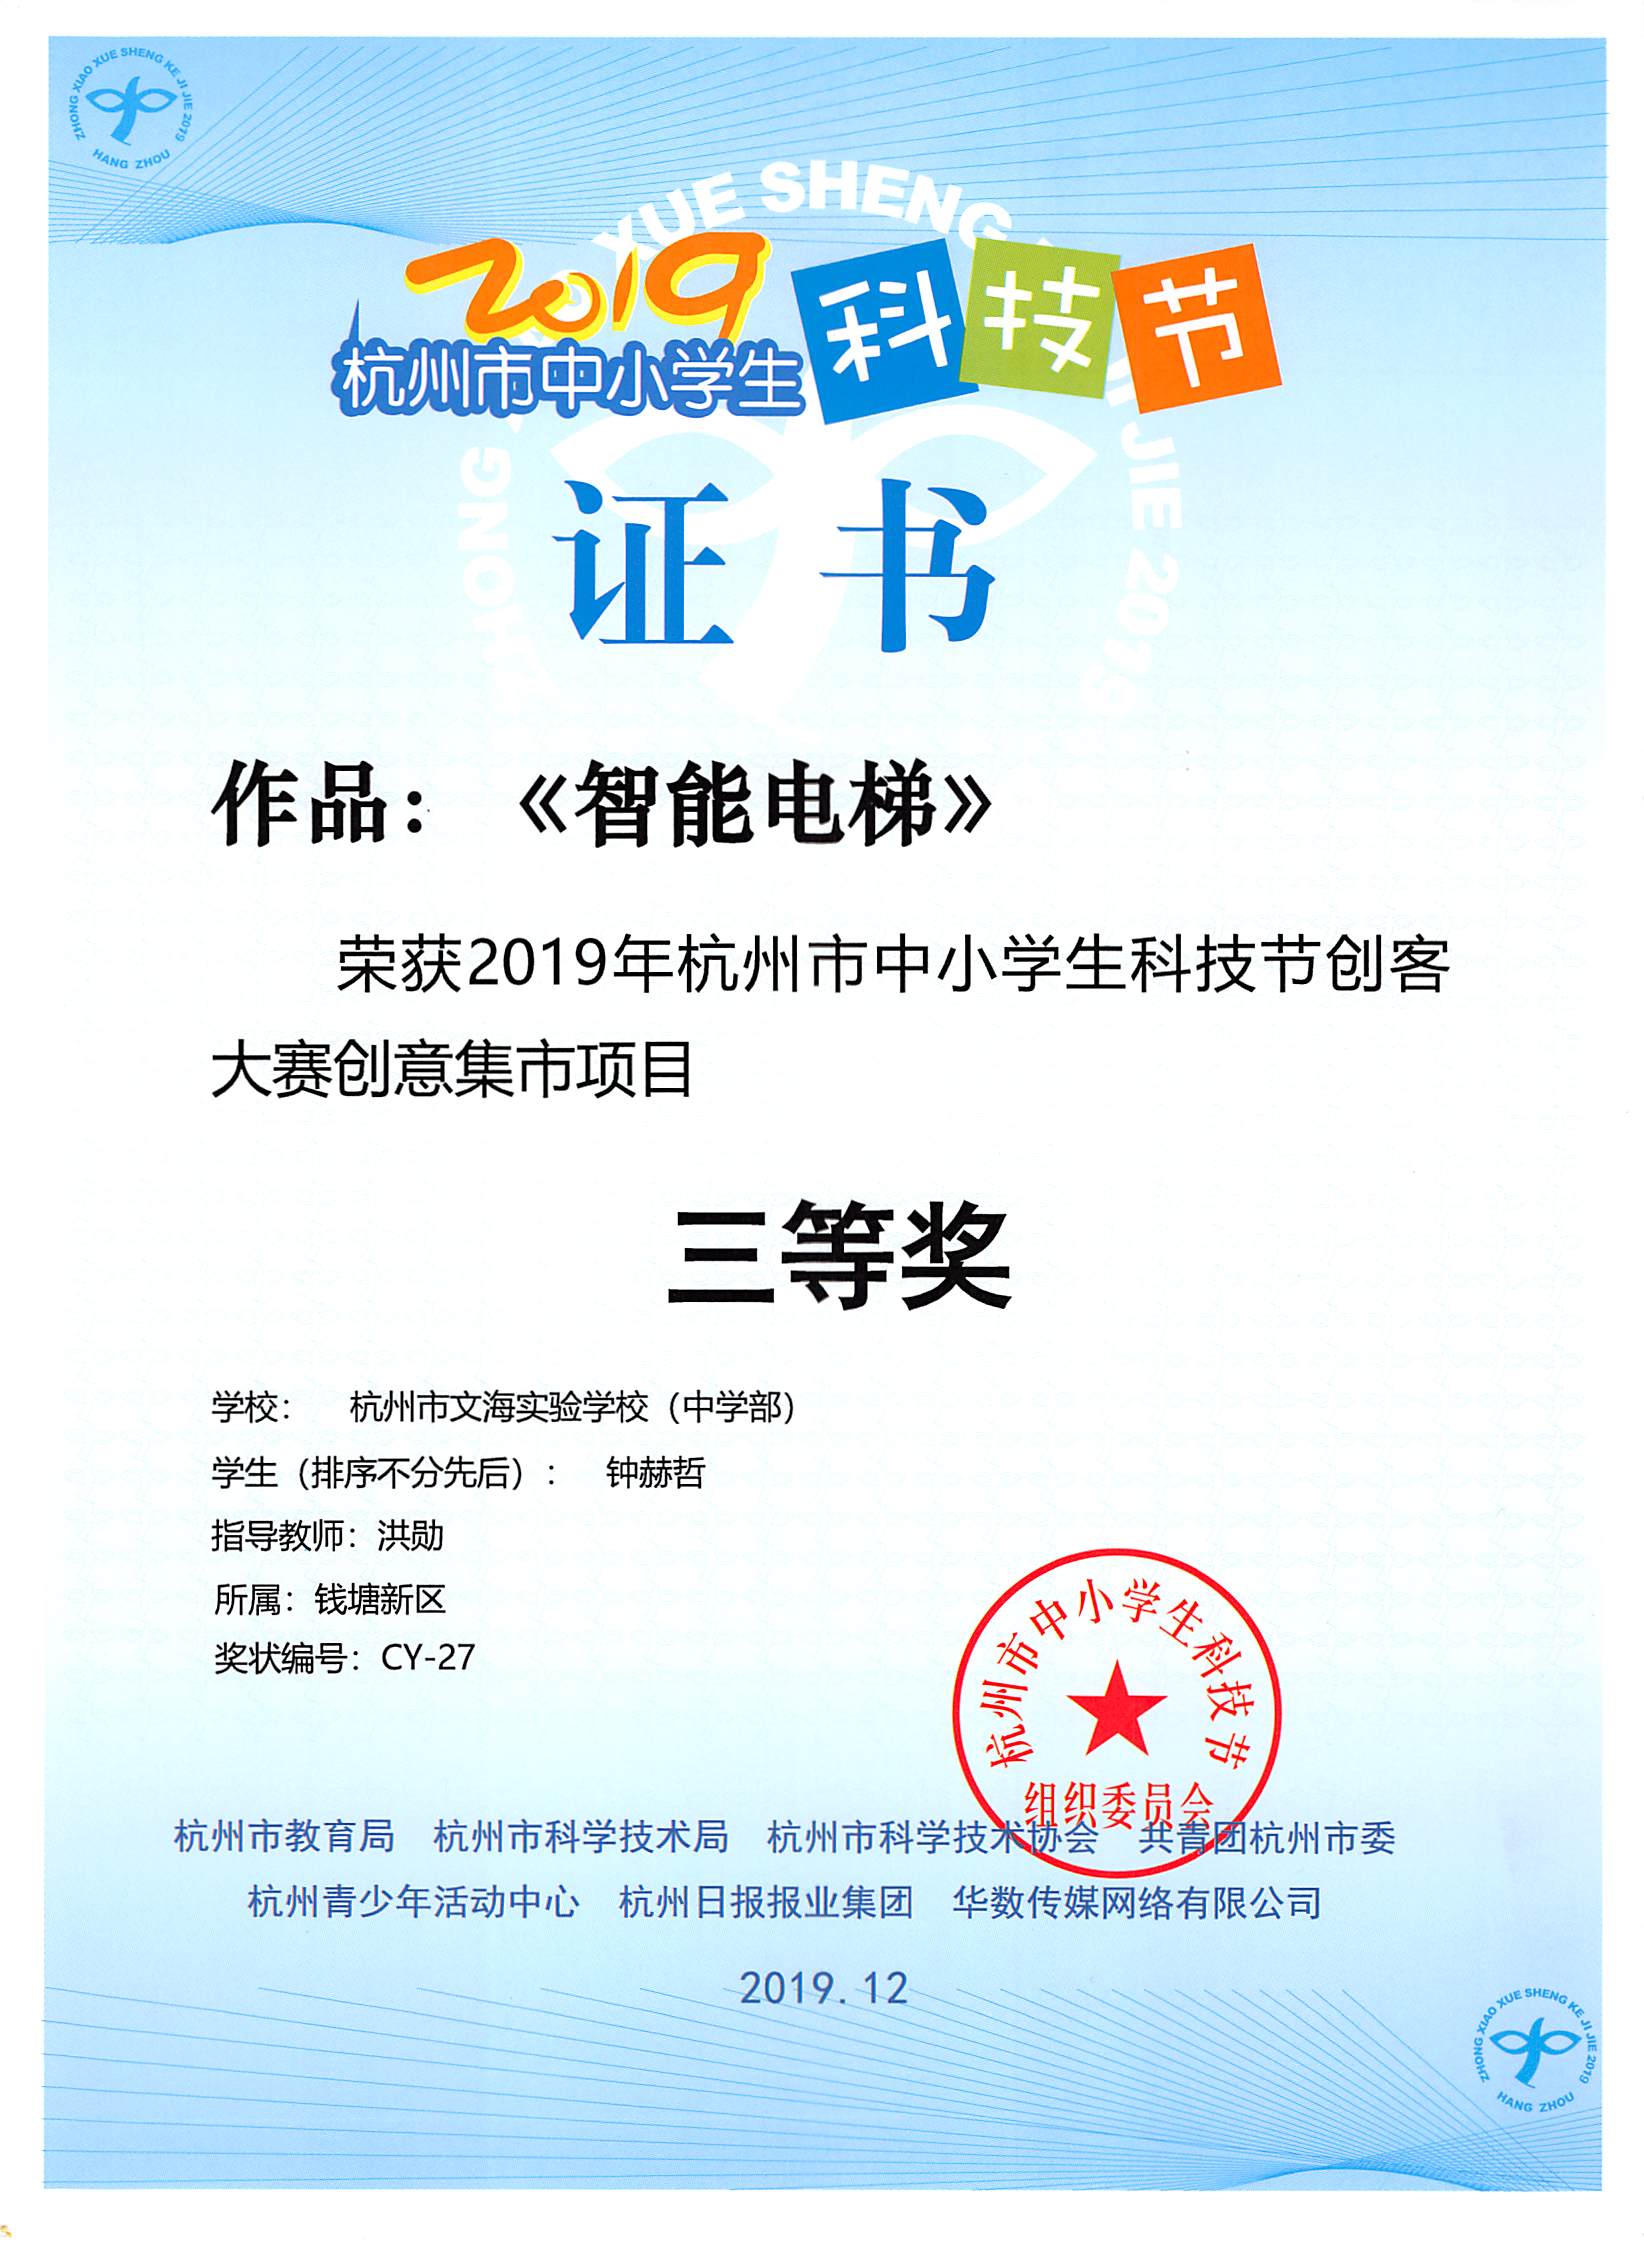 ZHONG XIAO XUE SHENG KE JI JIE 2019
HANG ZHOU
2019
杭州市中小学生 科技节
证书
作品：《智能电梯》
荣获2019年杭州市中小学生科技节创客
大赛创意集市项目
三等奖
学校： 杭州市文海实验学校（中学部）
学生（排序不分先后）： 钟赫哲
指导教师：洪勋
所属：钱塘新区
奖状编号：CY-27
杭州市中小学生科技节
组织委员会
杭州市教育局 杭州市科学技术局 杭州市科学技术协会 共青团杭州市委
杭州青少年活动中心 杭州日报报业集团 华数传媒网络有限公司
2019.12
ZHONG XIAO XUE SHENG KE JI JIE 2019
HANG ZHOU